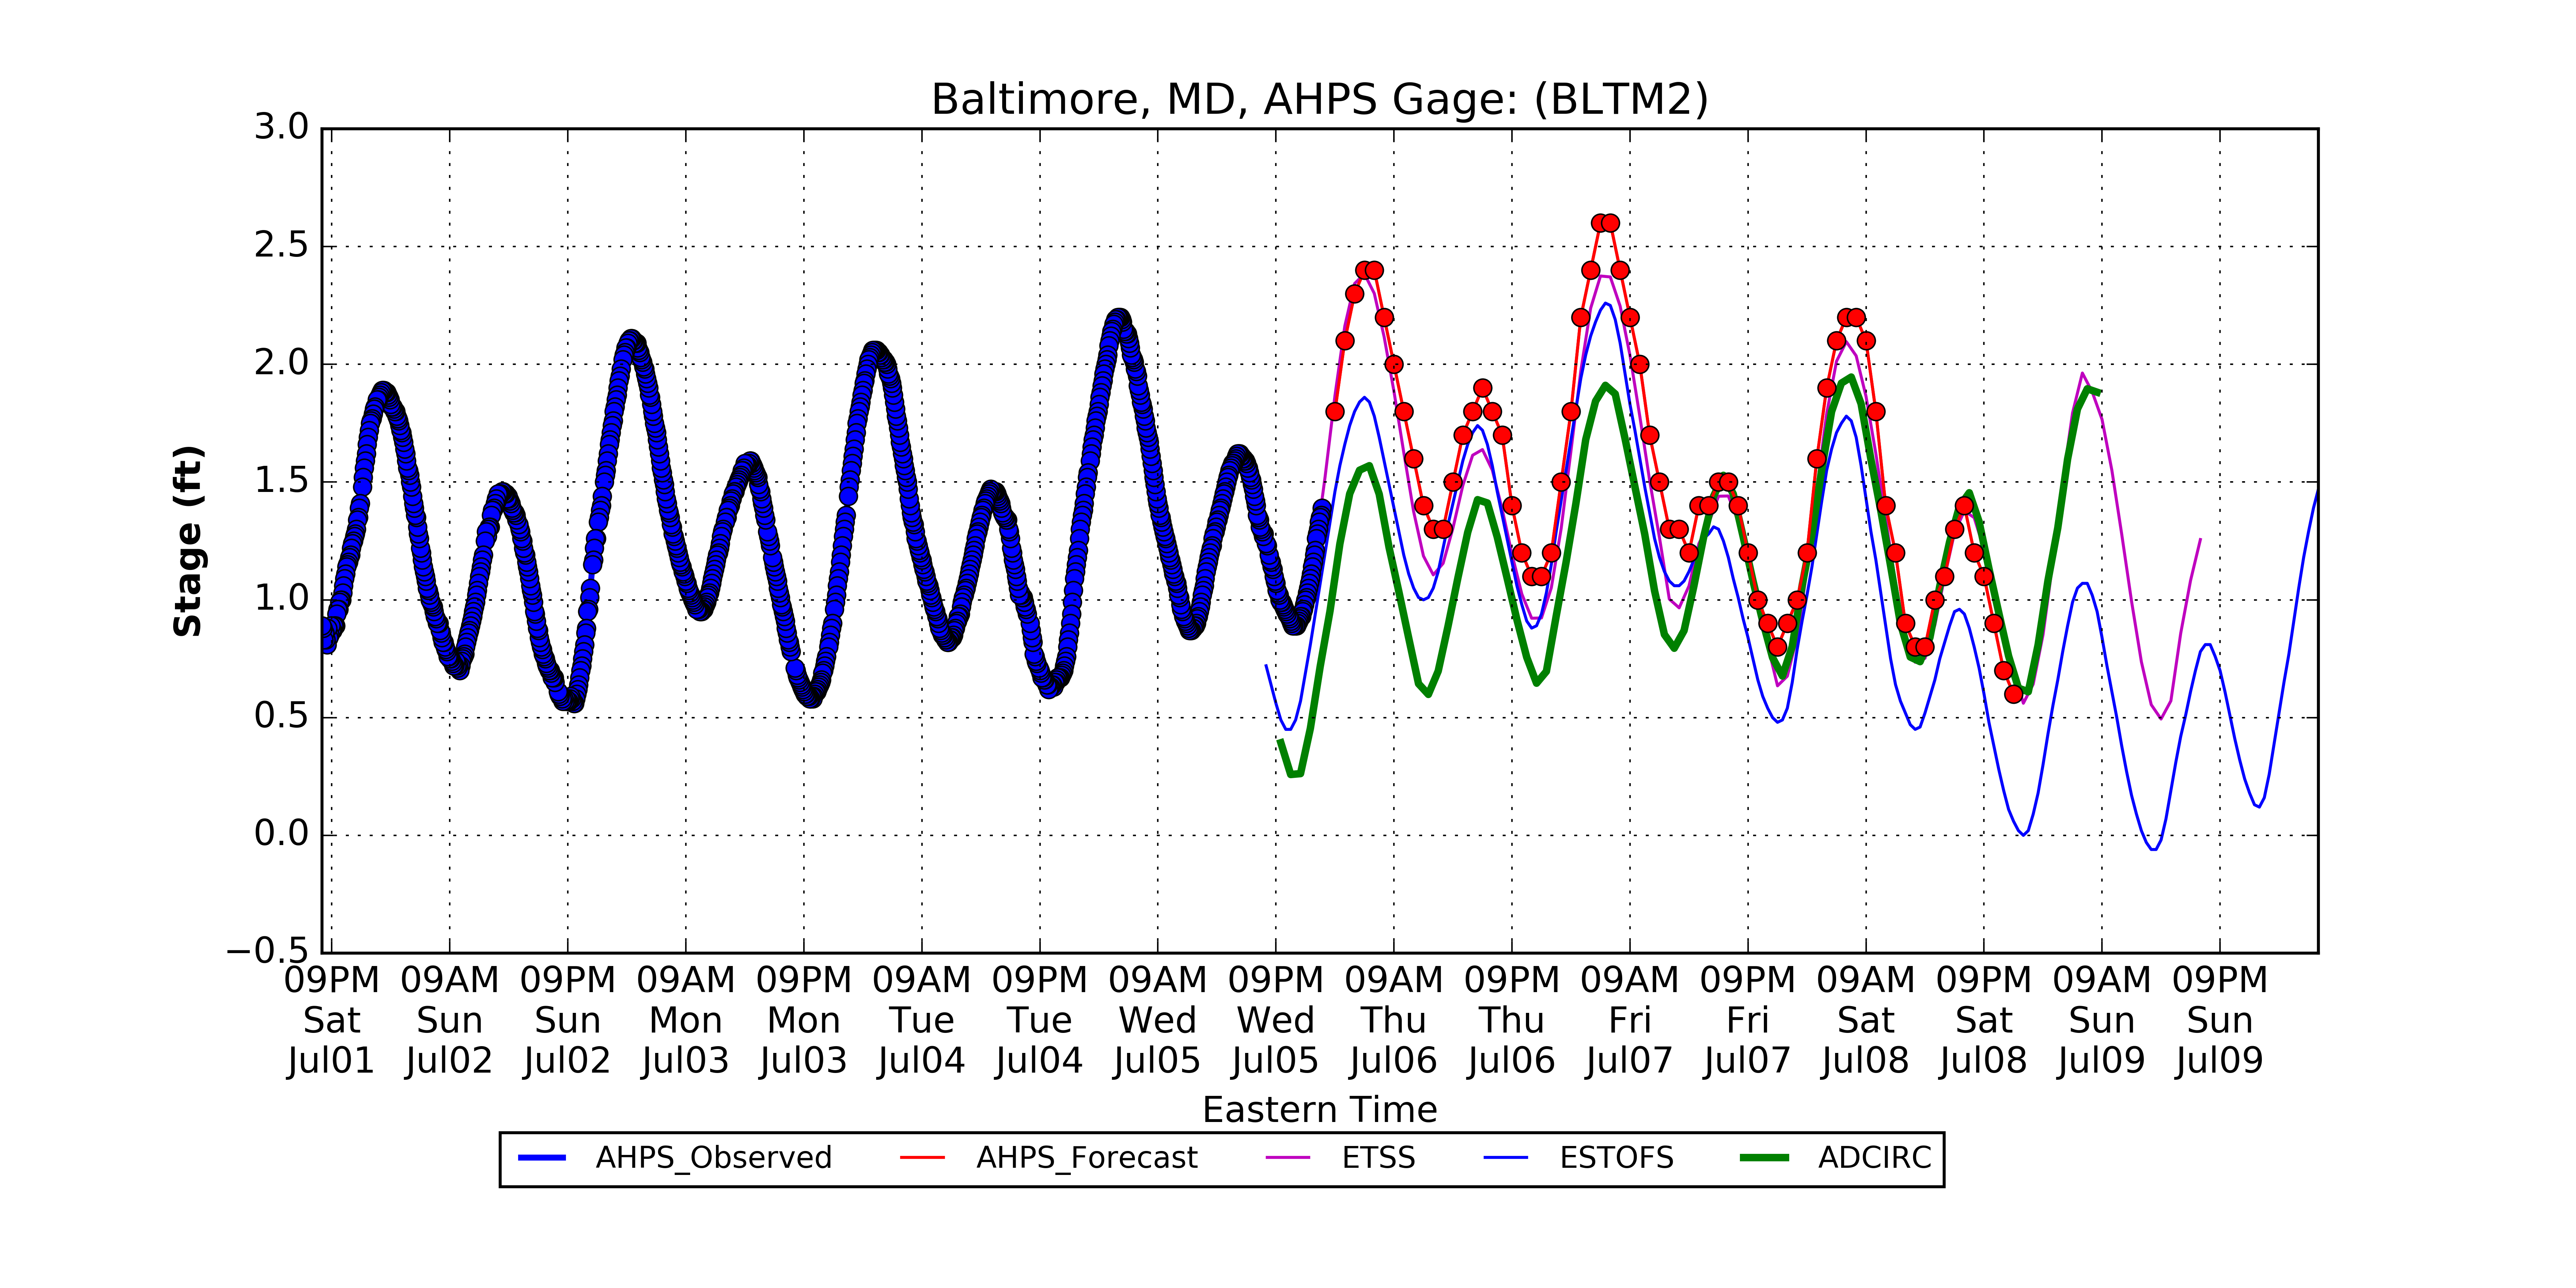 Baltimore, MD, AHPS Gage: (BLTM2)
3.0
2.5
2.0
1.5
1.0
0.5
0.0
−0.5
Stage (ft)
09PM 09AM 09PM 09AM 09PM 09AM 09PM 09AM 09PM 09AM 09PM 09AM 09PM 09AM 09PM 09AM 09PM
Sat Sun Sun Mon Mon Tue Tue Wed Wed Thu Thu Fri Fri Sat Sat Sun Sun
Jul01 Jul02 Jul02 Jul03 Jul03 Jul04 Jul04 Jul05 Jul05 Jul06 Jul06 Jul07 Jul07 Jul08 Jul08 Jul09 Jul09
Eastern Time
AHPS_Observed AHPS_Forecast ETSS ESTOFS ADCIRC